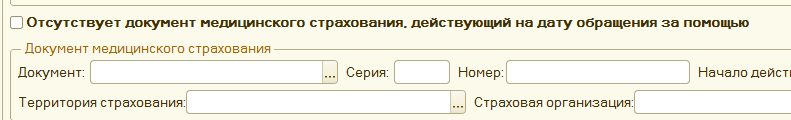 Отсутствует документ медицинского страхования, действующий на дату обращения за помощью
Документ медицинского страхования
Документ: ... Серия: Номер: Начало дейст
Территория страхования: ... Страховая организация: